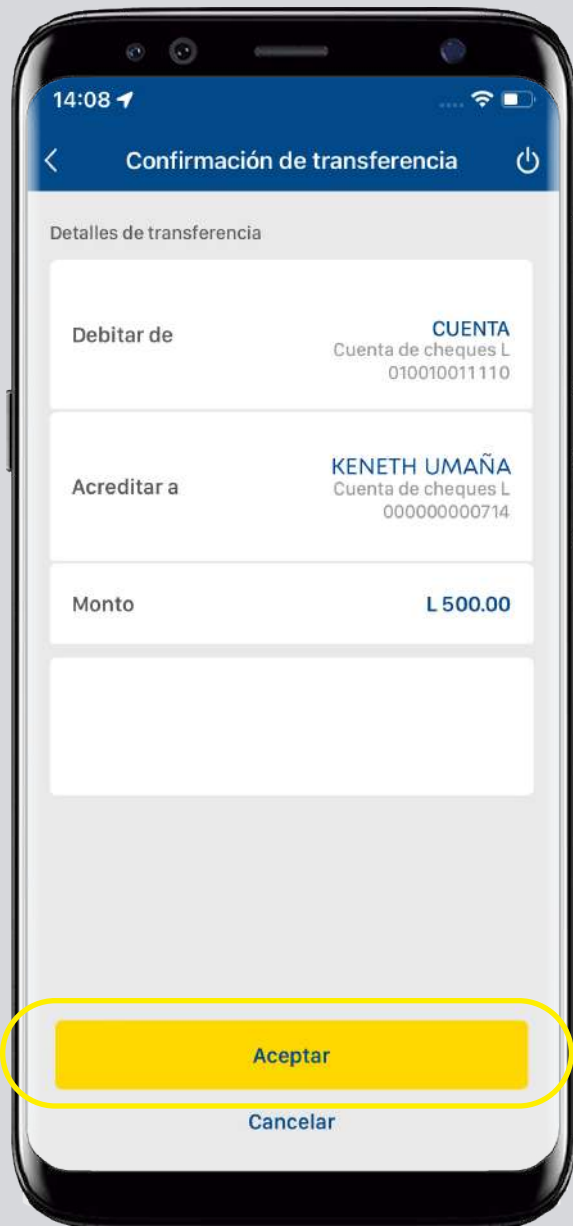 14:08
Confirmación de transferencia
Detalles de transferencia
Debitar de
CUENTA
Cuenta de cheques L
010010011110
Acreditar a
KENETH UMAÑA
Cuenta de cheques L
000000000714
Monto
L 500.00
Aceptar
Cancelar